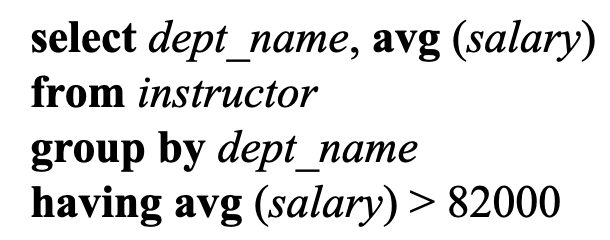 select dept_name, avg (salary)
from instructor
group by dept_name
having avg (salary) > 82000